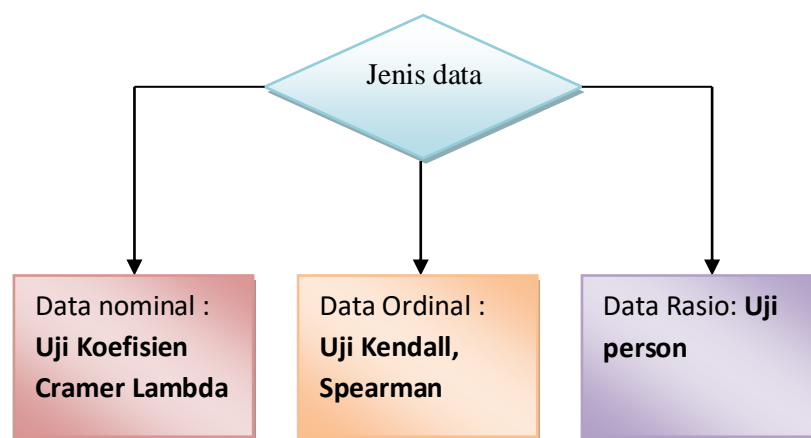 Jenis data
Data nominal :
Uji Koefisien
Cramer Lambda
Data Ordinal :
Uji Kendall,
Spearman
Data Rasio: Uji
person